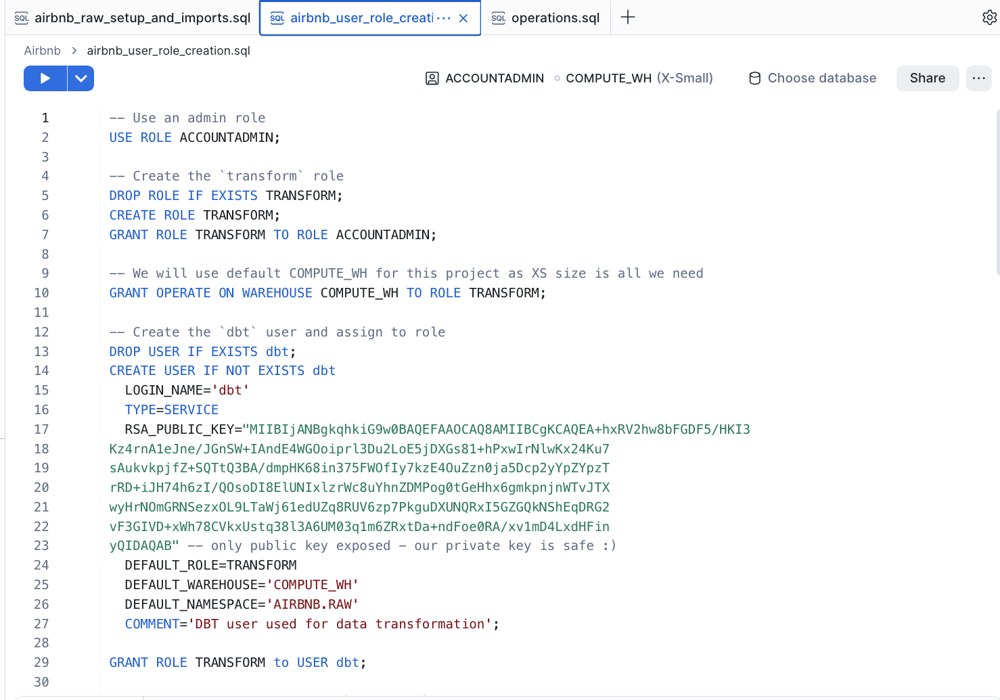 SQL airbnb_raw_setup_and_imports.sql SQL airbnb_user_role_creati ··· SQL operations.sql
Airbnb > airbnb_user_role_creation.sql
ACCOUNTADMIN COMPUTE_WH (X-Small) Choose database Share ···
1 -- Use an admin role
2 USE ROLE ACCOUNTADMIN;
3
4 -- Create the `transform` role
5 DROP ROLE IF EXISTS TRANSFORM;
6 CREATE ROLE TRANSFORM;
7 GRANT ROLE TRANSFORM TO ROLE ACCOUNTADMIN;
8
9 -- We will use default COMPUTE_WH for this project as XS size is all we need
10 GRANT OPERATE ON WAREHOUSE COMPUTE_WH TO ROLE TRANSFORM;
11
12 -- Create the `dbt` user and assign to role
13 DROP USER IF EXISTS dbt;
14 CREATE USER IF NOT EXISTS dbt
15 LOGIN_NAME='dbt'
16 TYPE=SERVICE
17 RSA_PUBLIC_KEY="MIIBIjANBgkqhkiG9w0BAQEFAAOCAQ8AMIIBCgKCAQEA+hxRV2hw8bFGDF5/HKI3
18 Kz4rnA1eJne/JGnSW+IAndE4WGOoiprl3Du2LoE5jDXGs81+hPxwIrNlwKx24Ku7
19 sAukvkpjfZ+SQTtQ3BA/dmpHK68in375FWOfIy7kzE4OuZzn0ja5Dcp2yYpZYpzT
20 rRD+iJH74h6zI/QOsoDI8ElUNIxlzrWc8uYhnZDMPog0tGeHhx6gmkpnjnWTvJTX
21 wyHrNOmGRNSezxOL9LTaWj61edUZq8RUV6zp7PkguDXUNQRxI5GZGQkNShEqDRG2
22 vF3GIVD+xWh78CVkxUstq38l3A6UM03q1m6ZRxtDa+ndFoe0RA/xv1mD4LxdHFin
23 yQIDAQAB" -- only public key exposed - our private key is safe :)
24 DEFAULT_ROLE=TRANSFORM
25 DEFAULT_WAREHOUSE='COMPUTE_WH'
26 DEFAULT_NAMESPACE='AIRBNB.RAW'
27 COMMENT='DBT user used for data transformation';
28
29 GRANT ROLE TRANSFORM to USER dbt;
30